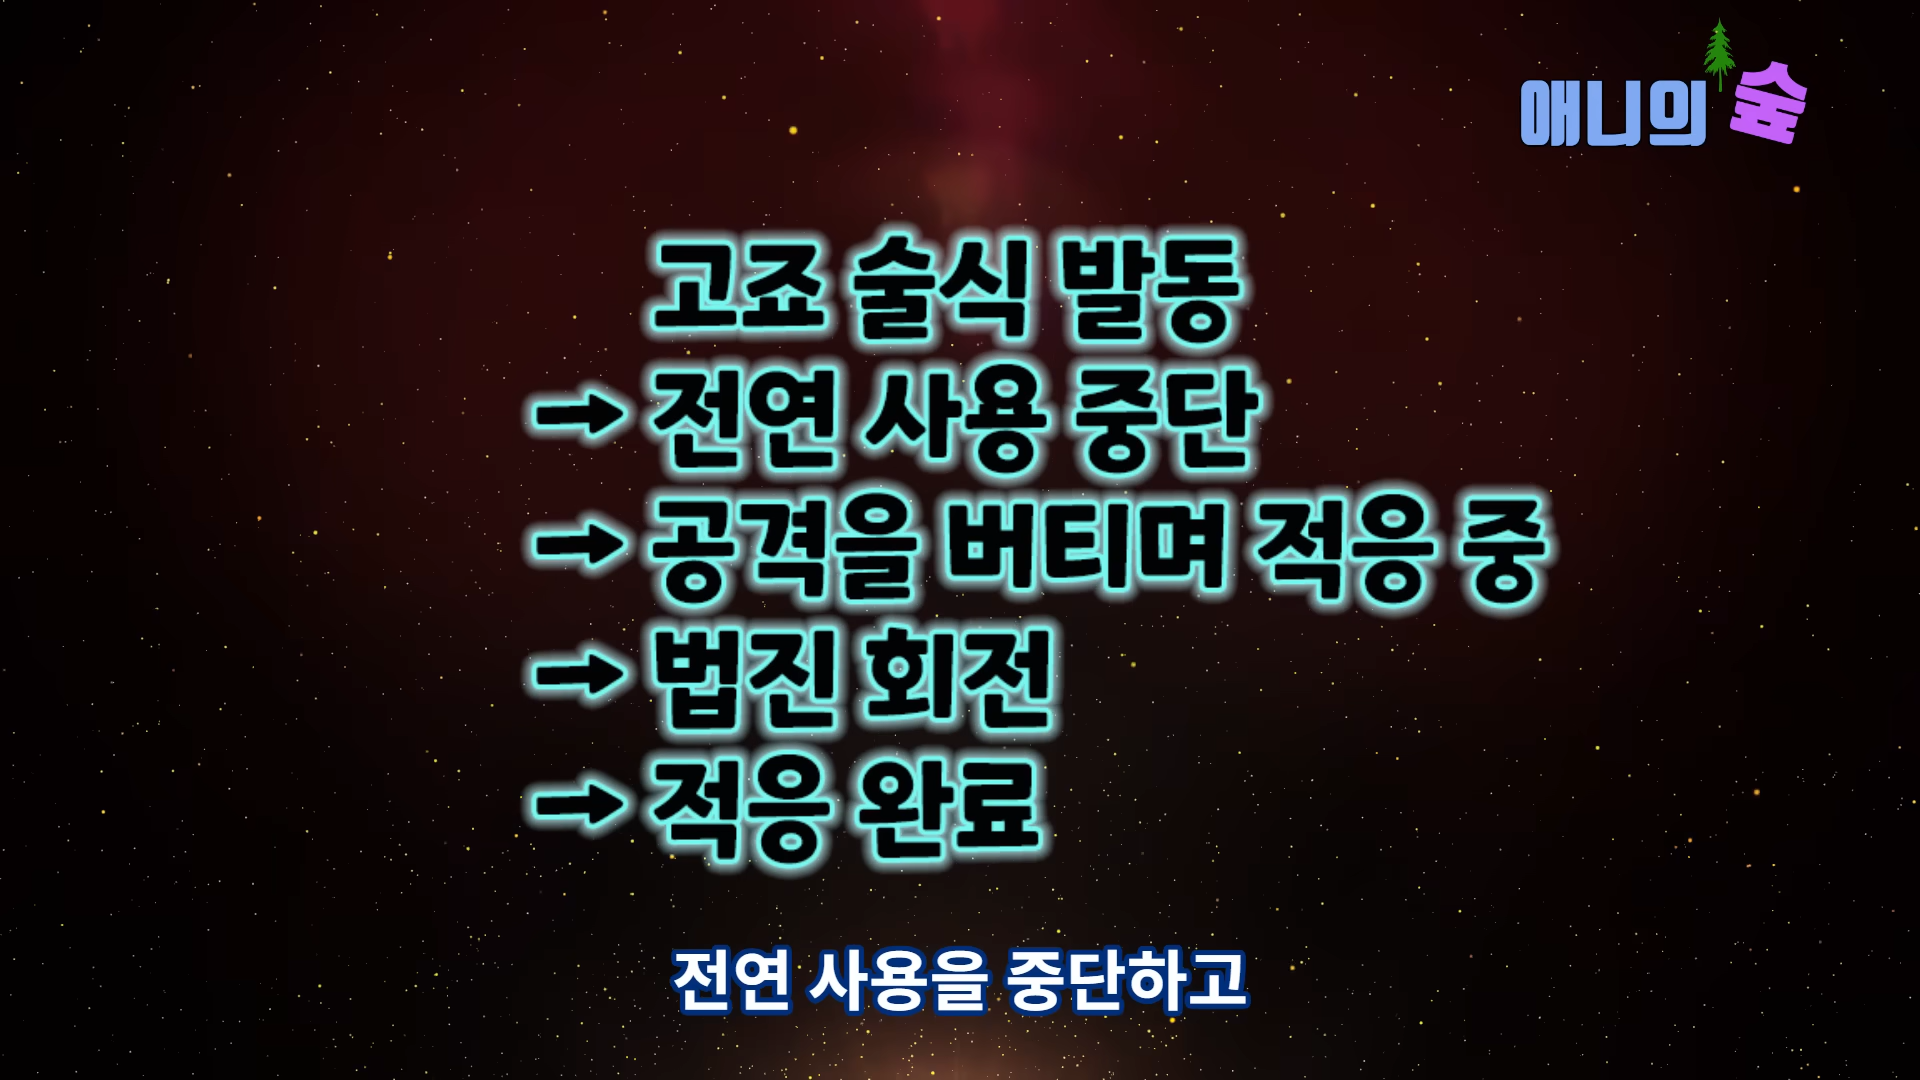 애니의 숲
고죠 술식 발동
→ 전연 사용 중단
→ 공격을 버티며 적응 중
→ 법진 회전
→ 적응 완료
전연 사용을 중단하고